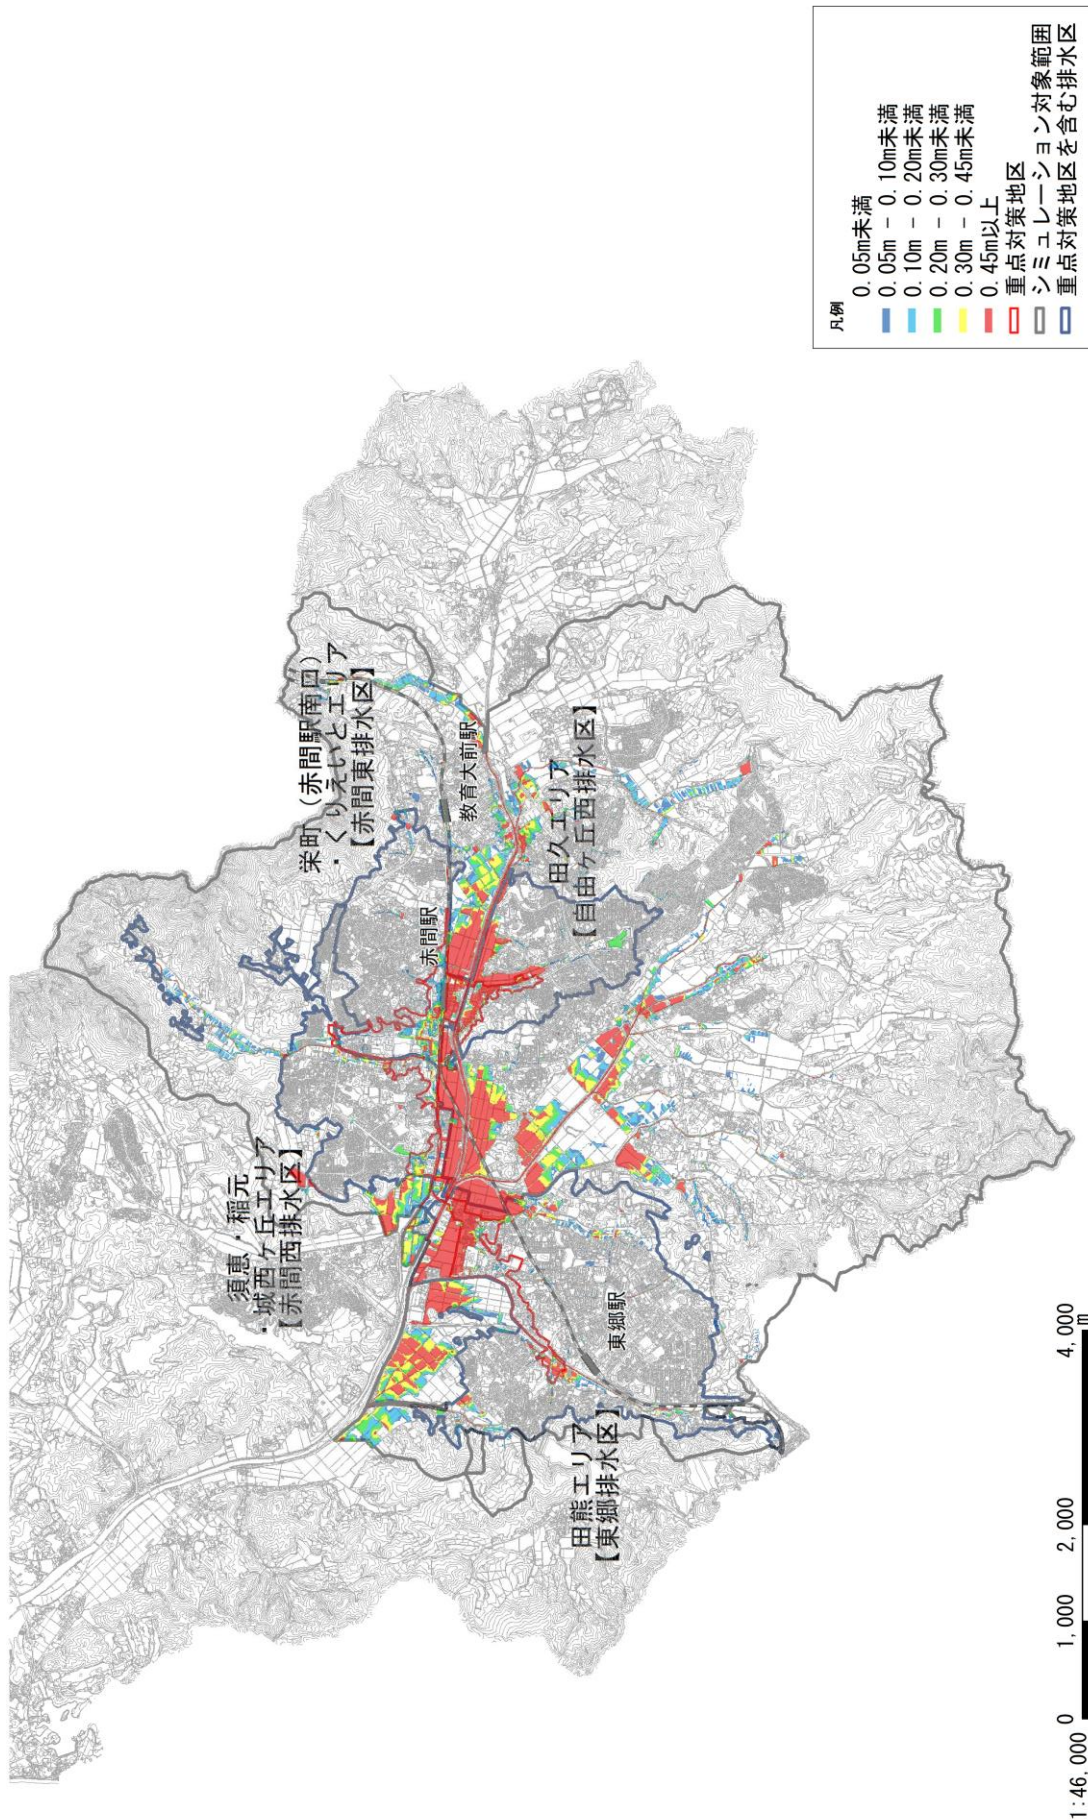 栄町（赤間駅南口）
・くりえいとエリア
【赤間東排水区】
教育大前駅
赤間駅
田久エリア
【自由ヶ丘西排水区】
須恵・稲元
・城西ヶ丘エリア
【赤間西排水区】
東郷駅
田熊エリア
【東郷排水区】
凡例
0.05m未満
0.05m - 0.10m未満
0.10m - 0.20m未満
0.20m - 0.30m未満
0.30m - 0.45m未満
0.45m以上
重点対策地区
シミュレーション対象範囲
重点対策地区を含む排水区
1:46,000 0 1,000 2,000 4,000
m